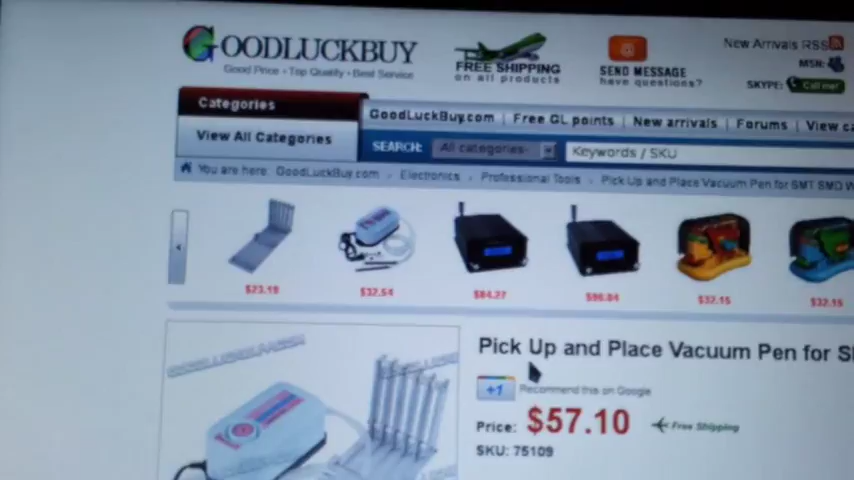 GOODLUCKBUY
Good Price • Top Quality • Best Service
FREE SHIPPING
on all products
SEND MESSAGE
have questions?
New Arrivals RSS
MSN:
SKYPE: Call me!
Categories
View All Categories
GoodLuckBuy.com | Free GL points | New arrivals | Forums | View ca
SEARCH: All categories- Keywords / SKU
You are here: GoodLuckBuy.com Electronics Professional Tools Pick Up and Place Vacuum Pen for SMT SMD W
$23.19 $32.54 $84.27 $32.15 $32.15
Pick Up and Place Vacuum Pen for S
+1 Recommend this on Google
Price: $57.10 Free Shipping
SKU: 75109